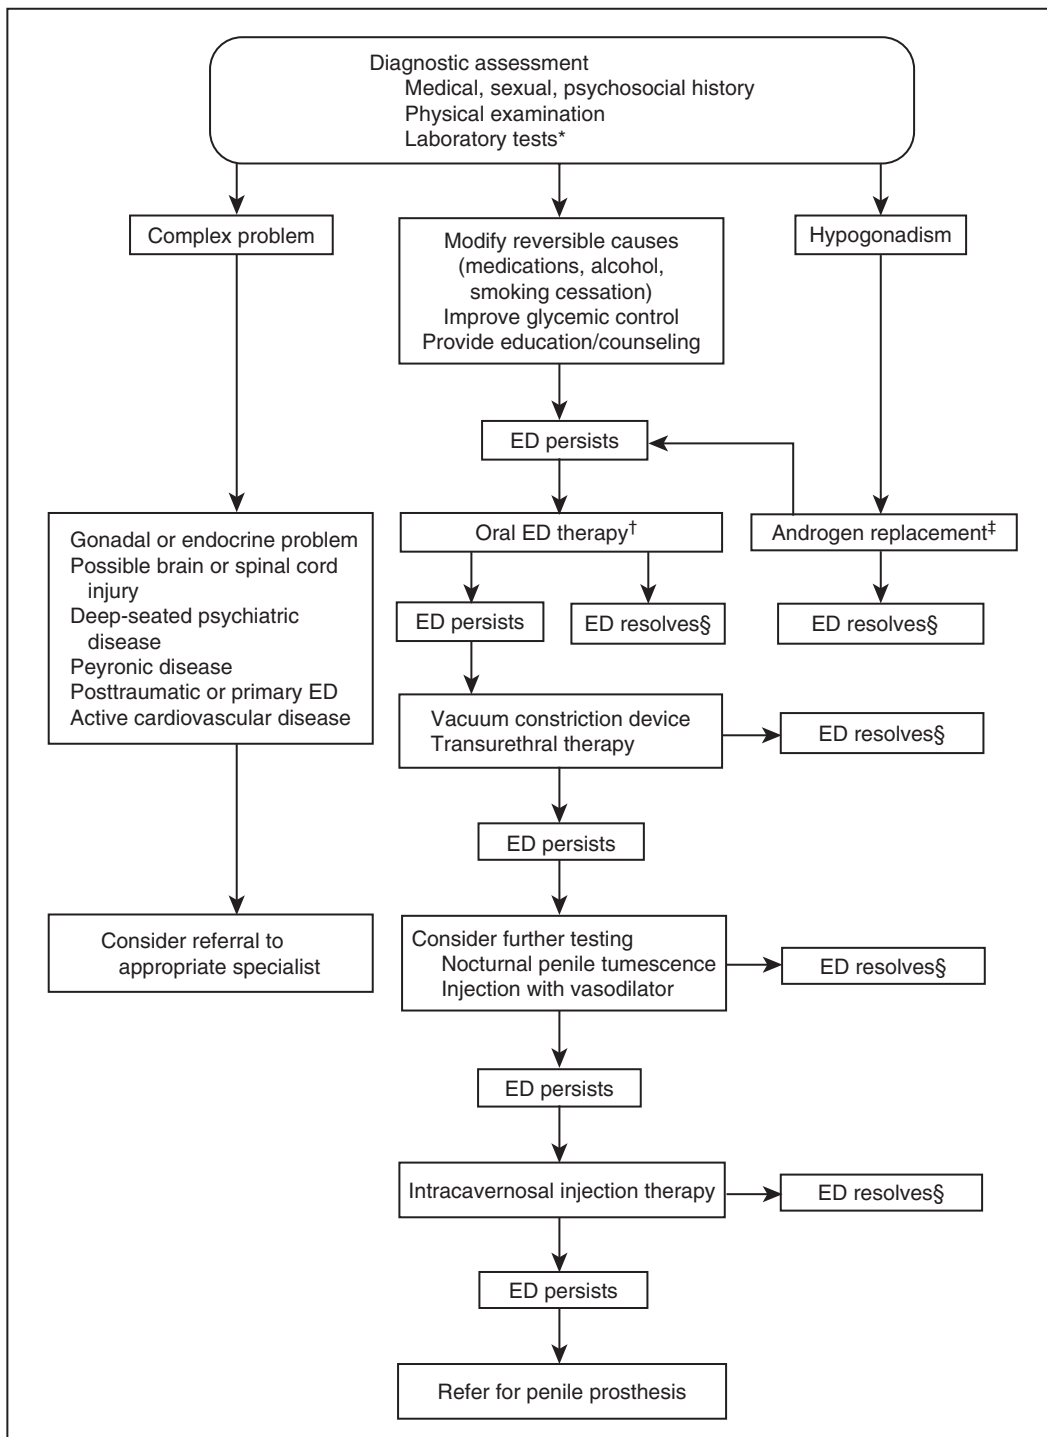 Diagnostic assessment
Medical, sexual, psychosocial history
Physical examination
Laboratory tests*
Complex problem
Modify reversible causes
(medications, alcohol,
smoking cessation)
Improve glycemic control
Provide education/counseling
Hypogonadism
ED persists
Gonadal or endocrine problem
Possible brain or spinal cord
injury
Deep-seated psychiatric
disease
Peyronic disease
Posttraumatic or primary ED
Active cardiovascular disease
Oral ED therapy†
Androgen replacement‡
ED persists
ED resolves§
ED resolves§
Vacuum constriction device
Transurethral therapy
ED resolves§
ED persists
Consider referral to
appropriate specialist
Consider further testing
Nocturnal penile tumescence
Injection with vasodilator
ED resolves§
ED persists
Intracavernosal injection therapy
ED resolves§
ED persists
Refer for penile prosthesis